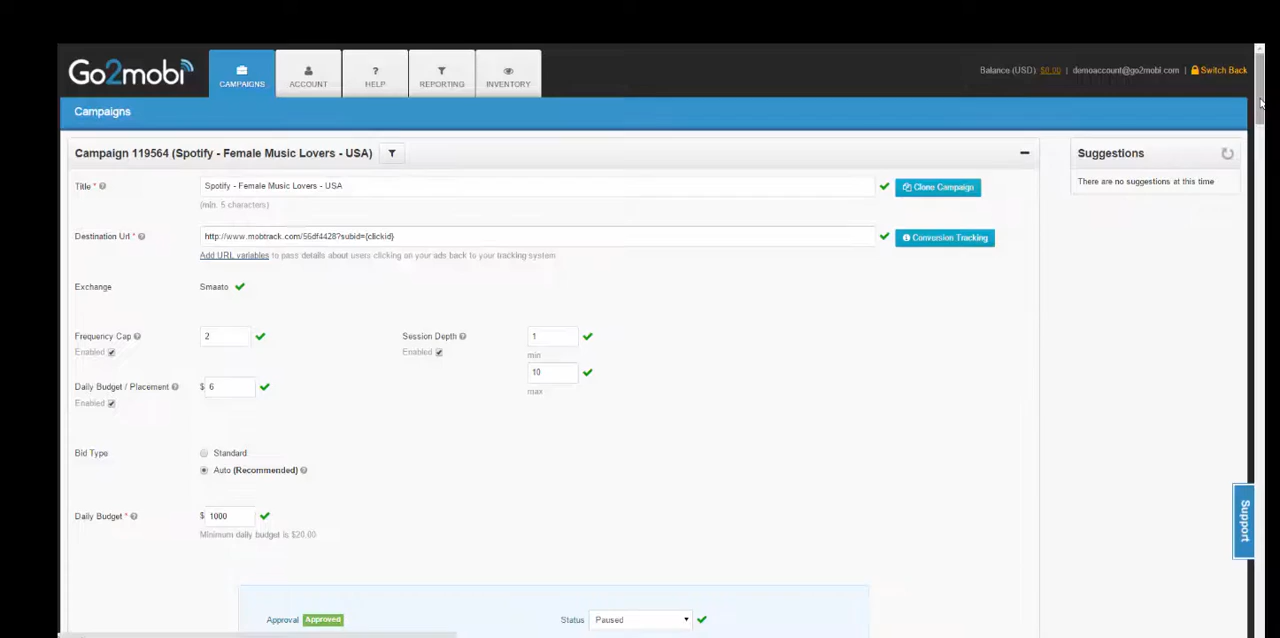 Go2mobi
CAMPAIGNS
ACCOUNT
? HELP
REPORTING
INVENTORY
Balance (USD): $0.00 | demoaccount@go2mobi.com | Switch Back
Campaigns
Campaign 119564 (Spotify - Female Music Lovers - USA)
Suggestions
There are no suggestions at this time
Title * Spotify - Female Music Lovers - USA Clone Campaign
(min. 5 characters)
Destination Url * http://www.mobtrack.com/56df4428?subid={clickid} Conversion Tracking
Add URL variables to pass details about users clicking on your ads back to your tracking system
Exchange Smaato
Frequency Cap 2 Session Depth 1
Enabled Enabled min
10
max
Daily Budget / Placement $ 6
Enabled
Bid Type Standard
Auto (Recommended)
Daily Budget * $ 1000
Minimum daily budget is $20.00
Approval Approved Status Paused
Support